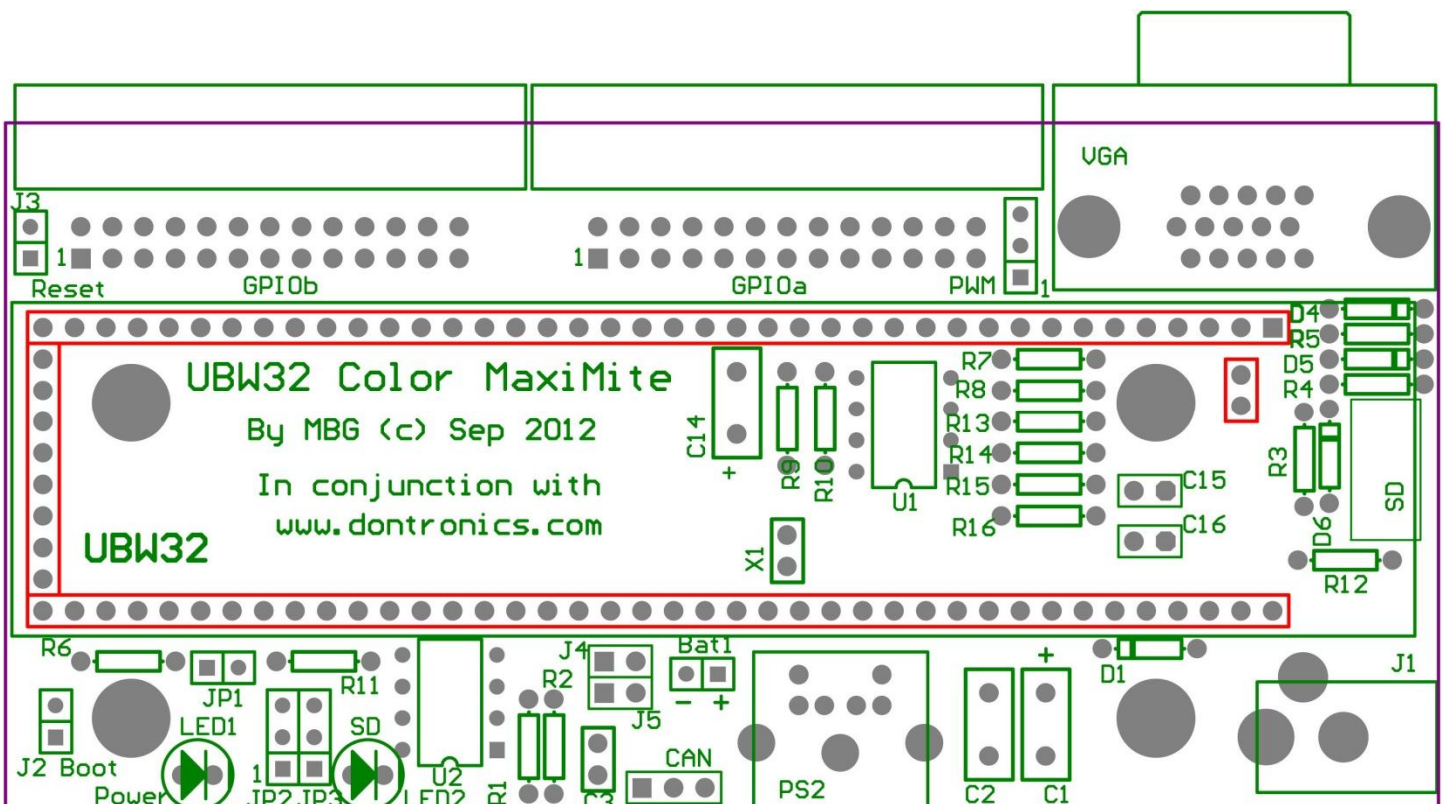 VGA
J3
1
1
Reset
GPIOb
GPIOa
PWM
1
D4
R5
D5
R4
R7
R8
R13
R14
R15
R16
UBW32 Color MaxiMite
By MBG (c) Sep 2012
In conjunction with
www.dontronics.com
UBW32
C14
+
R9
R10
U1
X1
C15
C16
R3
D6
SD
R12
R6
JP1
R11
J4
J5
Bat1
- +
R2
D1
+
J1
LED1
SD
J2 Boot
Power
1
JP2 JP3
LED2
U2
R1
C3
CAN
PS2
C2
C1